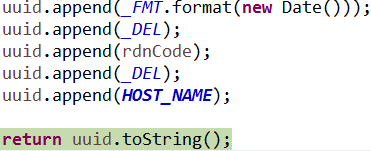 uuid.append(_FMT.format(new Date()));
uuid.append(_DEL);
uuid.append(rdnCode);
uuid.append(_DEL);
uuid.append(HOST_NAME);
return uuid.toString();